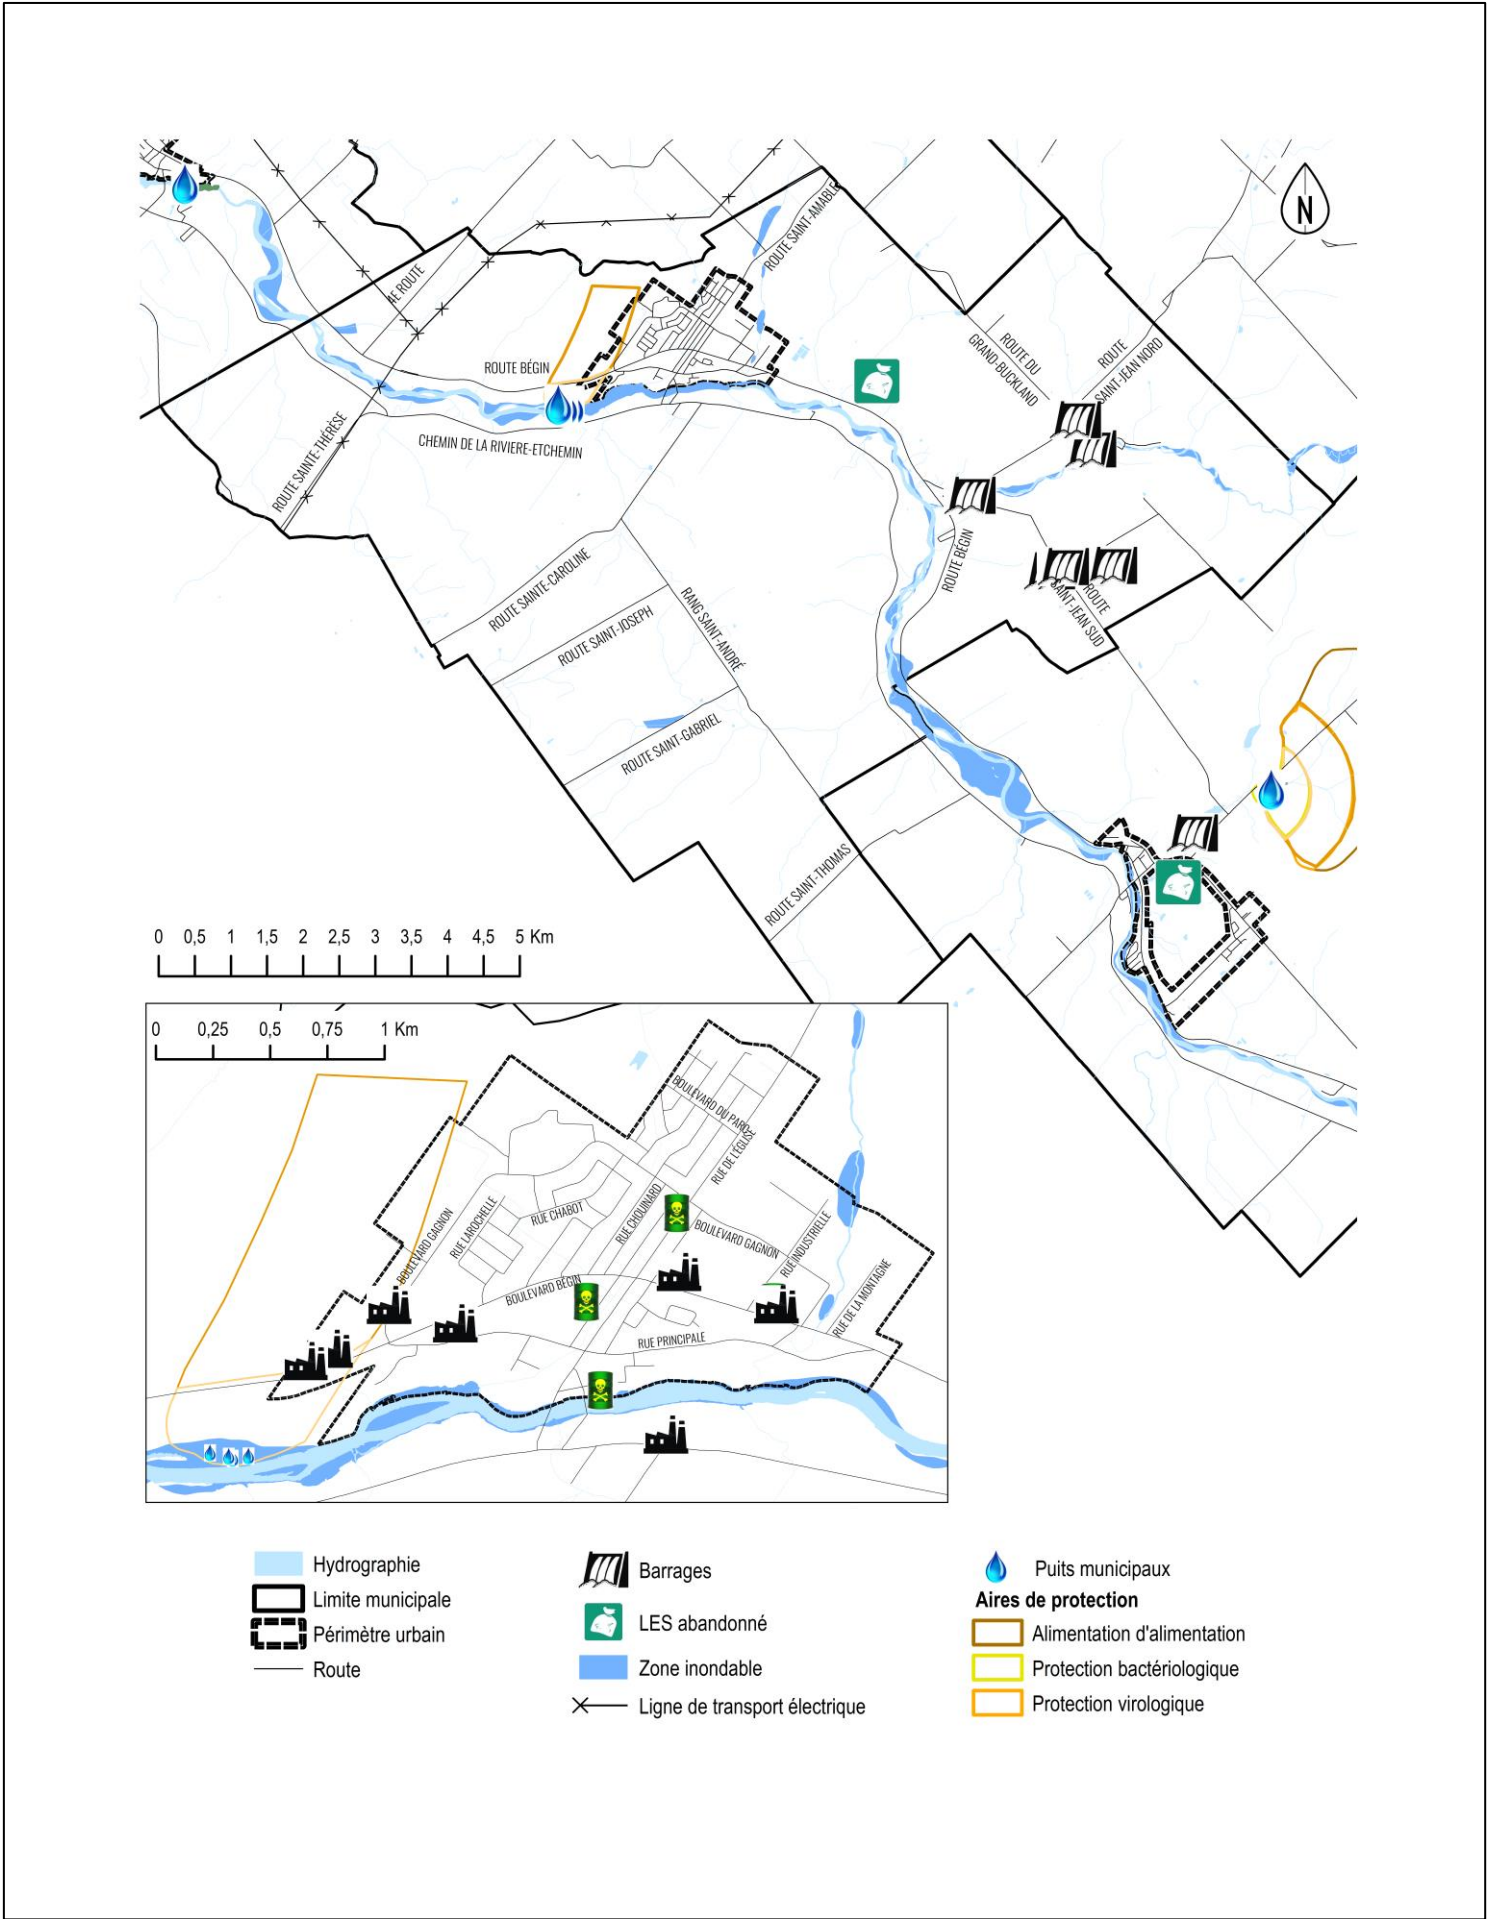 N
ROUTE SAINT-AMABLE
4E ROUTE
ROUTE BÉGIN
ROUTE DU
GRAND-BUCKLAND
ROUTE
SAINT-JEAN NORD
CHEMIN DE LA RIVIERE-ETCHEMIN
ROUTE SAINTE-THÉRÈSE
ROUTE BÉGIN
ROUTE SAINTE-CAROLINE
ROUTE SAINT-JOSEPH
RANG SAINT-ANDRÉ
ROUTE
SAINT-JEAN SUD
ROUTE SAINT-GABRIEL
ROUTE SAINT-THOMAS
0 0,5 1 1,5 2 2,5 3 3,5 4 4,5 5 Km
0 0,25 0,5 0,75 1 Km
BOULEVARD DU PARC
RUE DE L'ÉGLISE
RUE CHOUINARD
RUE CHABOT
RUE LAROCHELLE
BOULEVARD GAGNON
BOULEVARD GAGNON
RUE INDUSTRIELLE
RUE DE LA MONTAGNE
BOULEVARD BÉGIN
RUE PRINCIPALE
Hydrographie
Limite municipale
Périmètre urbain
Route
Barrages
LES abandonné
Zone inondable
Ligne de transport électrique
Puits municipaux
Aires de protection
Alimentation d'alimentation
Protection bactériologique
Protection virologique